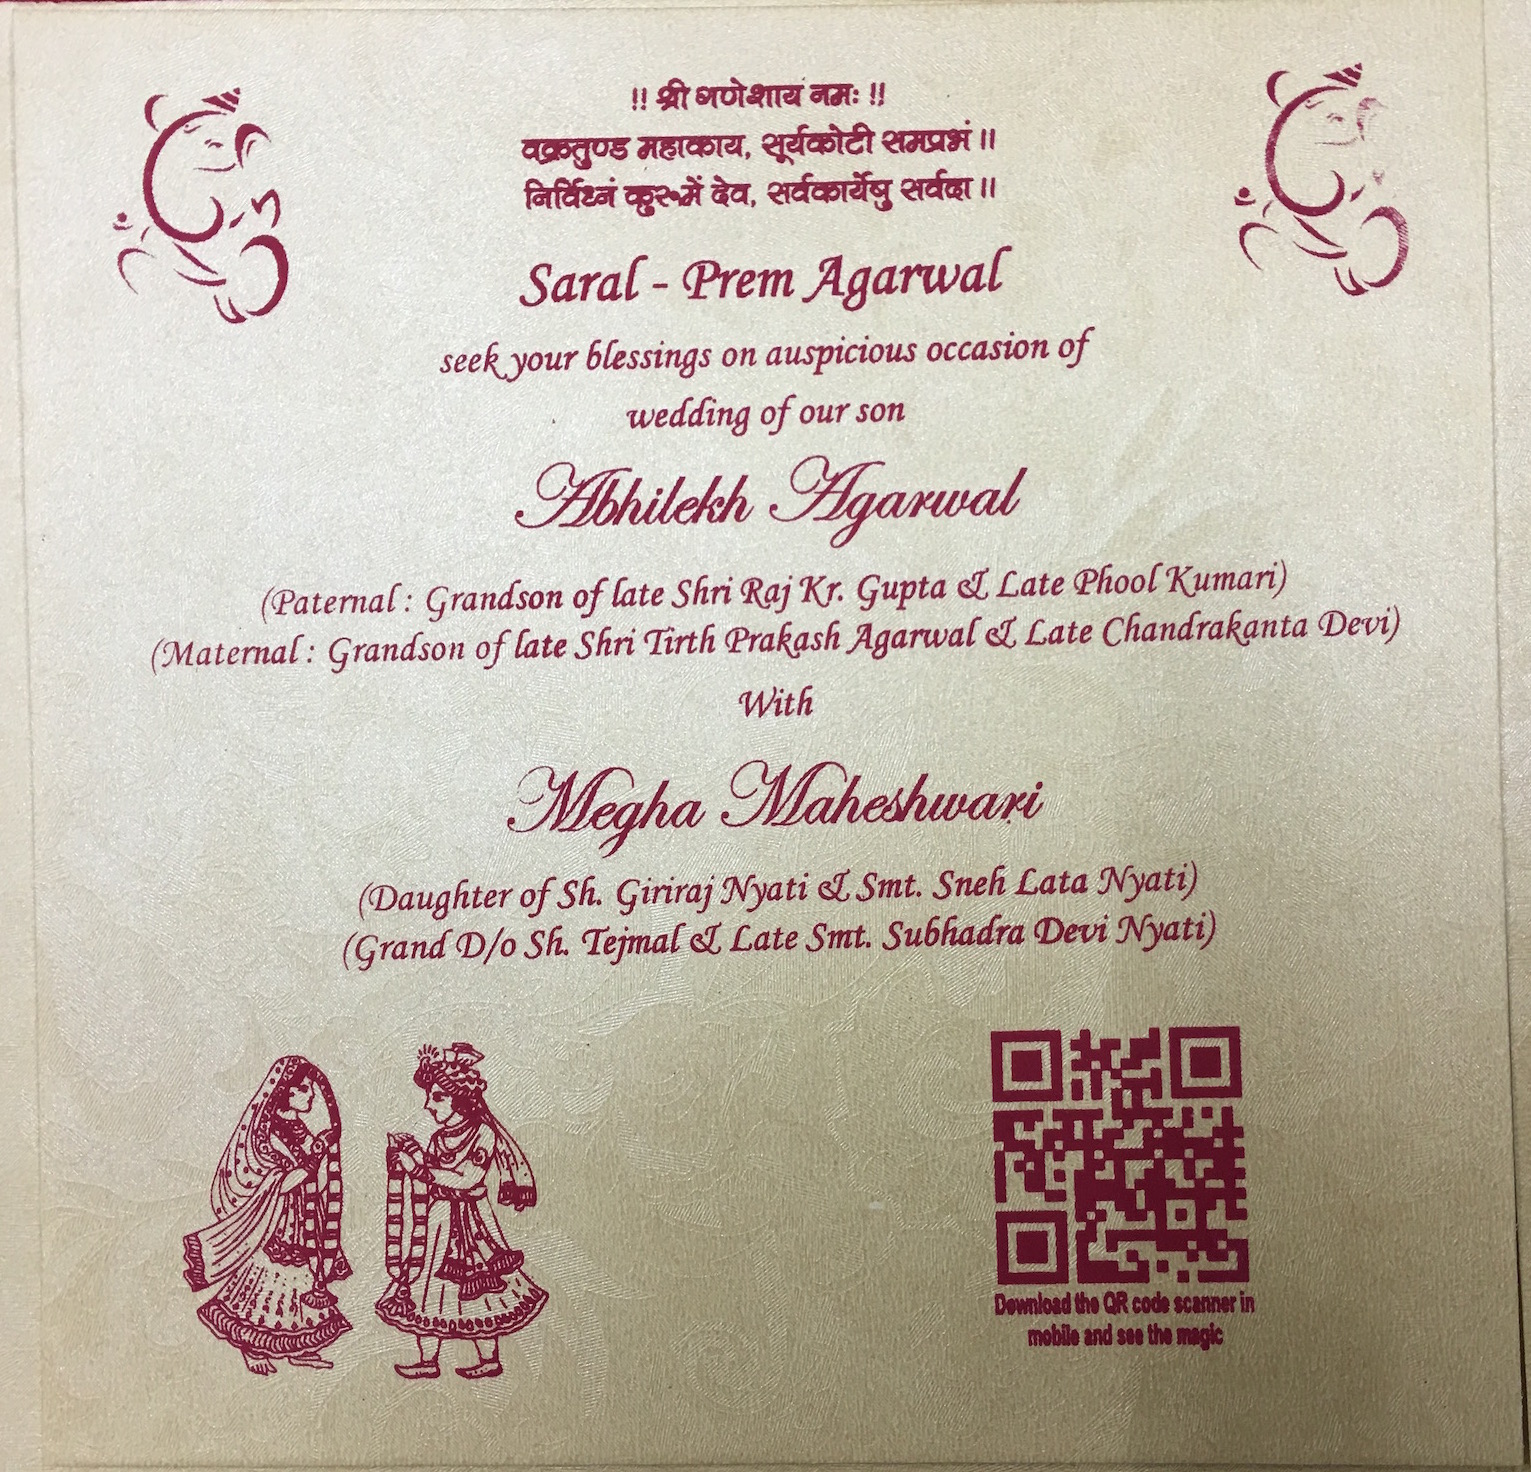 !! श्री गणेशाय नमः !!
वक्रतुण्ड महाकाय, सूर्यकोटी समप्रभं ।।
निर्विघ्नं कुरूमें देव, सर्वकार्येषु सर्वदा ।।
Saral - Prem Agarwal
seek your blessings on auspicious occasion of
wedding of our son
Abhilekh Agarwal
(Paternal : Grandson of late Shri Raj Kr. Gupta & Late Phool Kumari)
(Maternal : Grandson of late Shri Tirth Prakash Agarwal & Late Chandrakanta Devi)
With
Megha Maheshwari
(Daughter of Sh. Giriraj Nyati & Smt. Sneh Lata Nyati)
(Grand D/o Sh. Tejmal & Late Smt. Subhadra Devi Nyati)
Download the QR code scanner in
mobile and see the magic